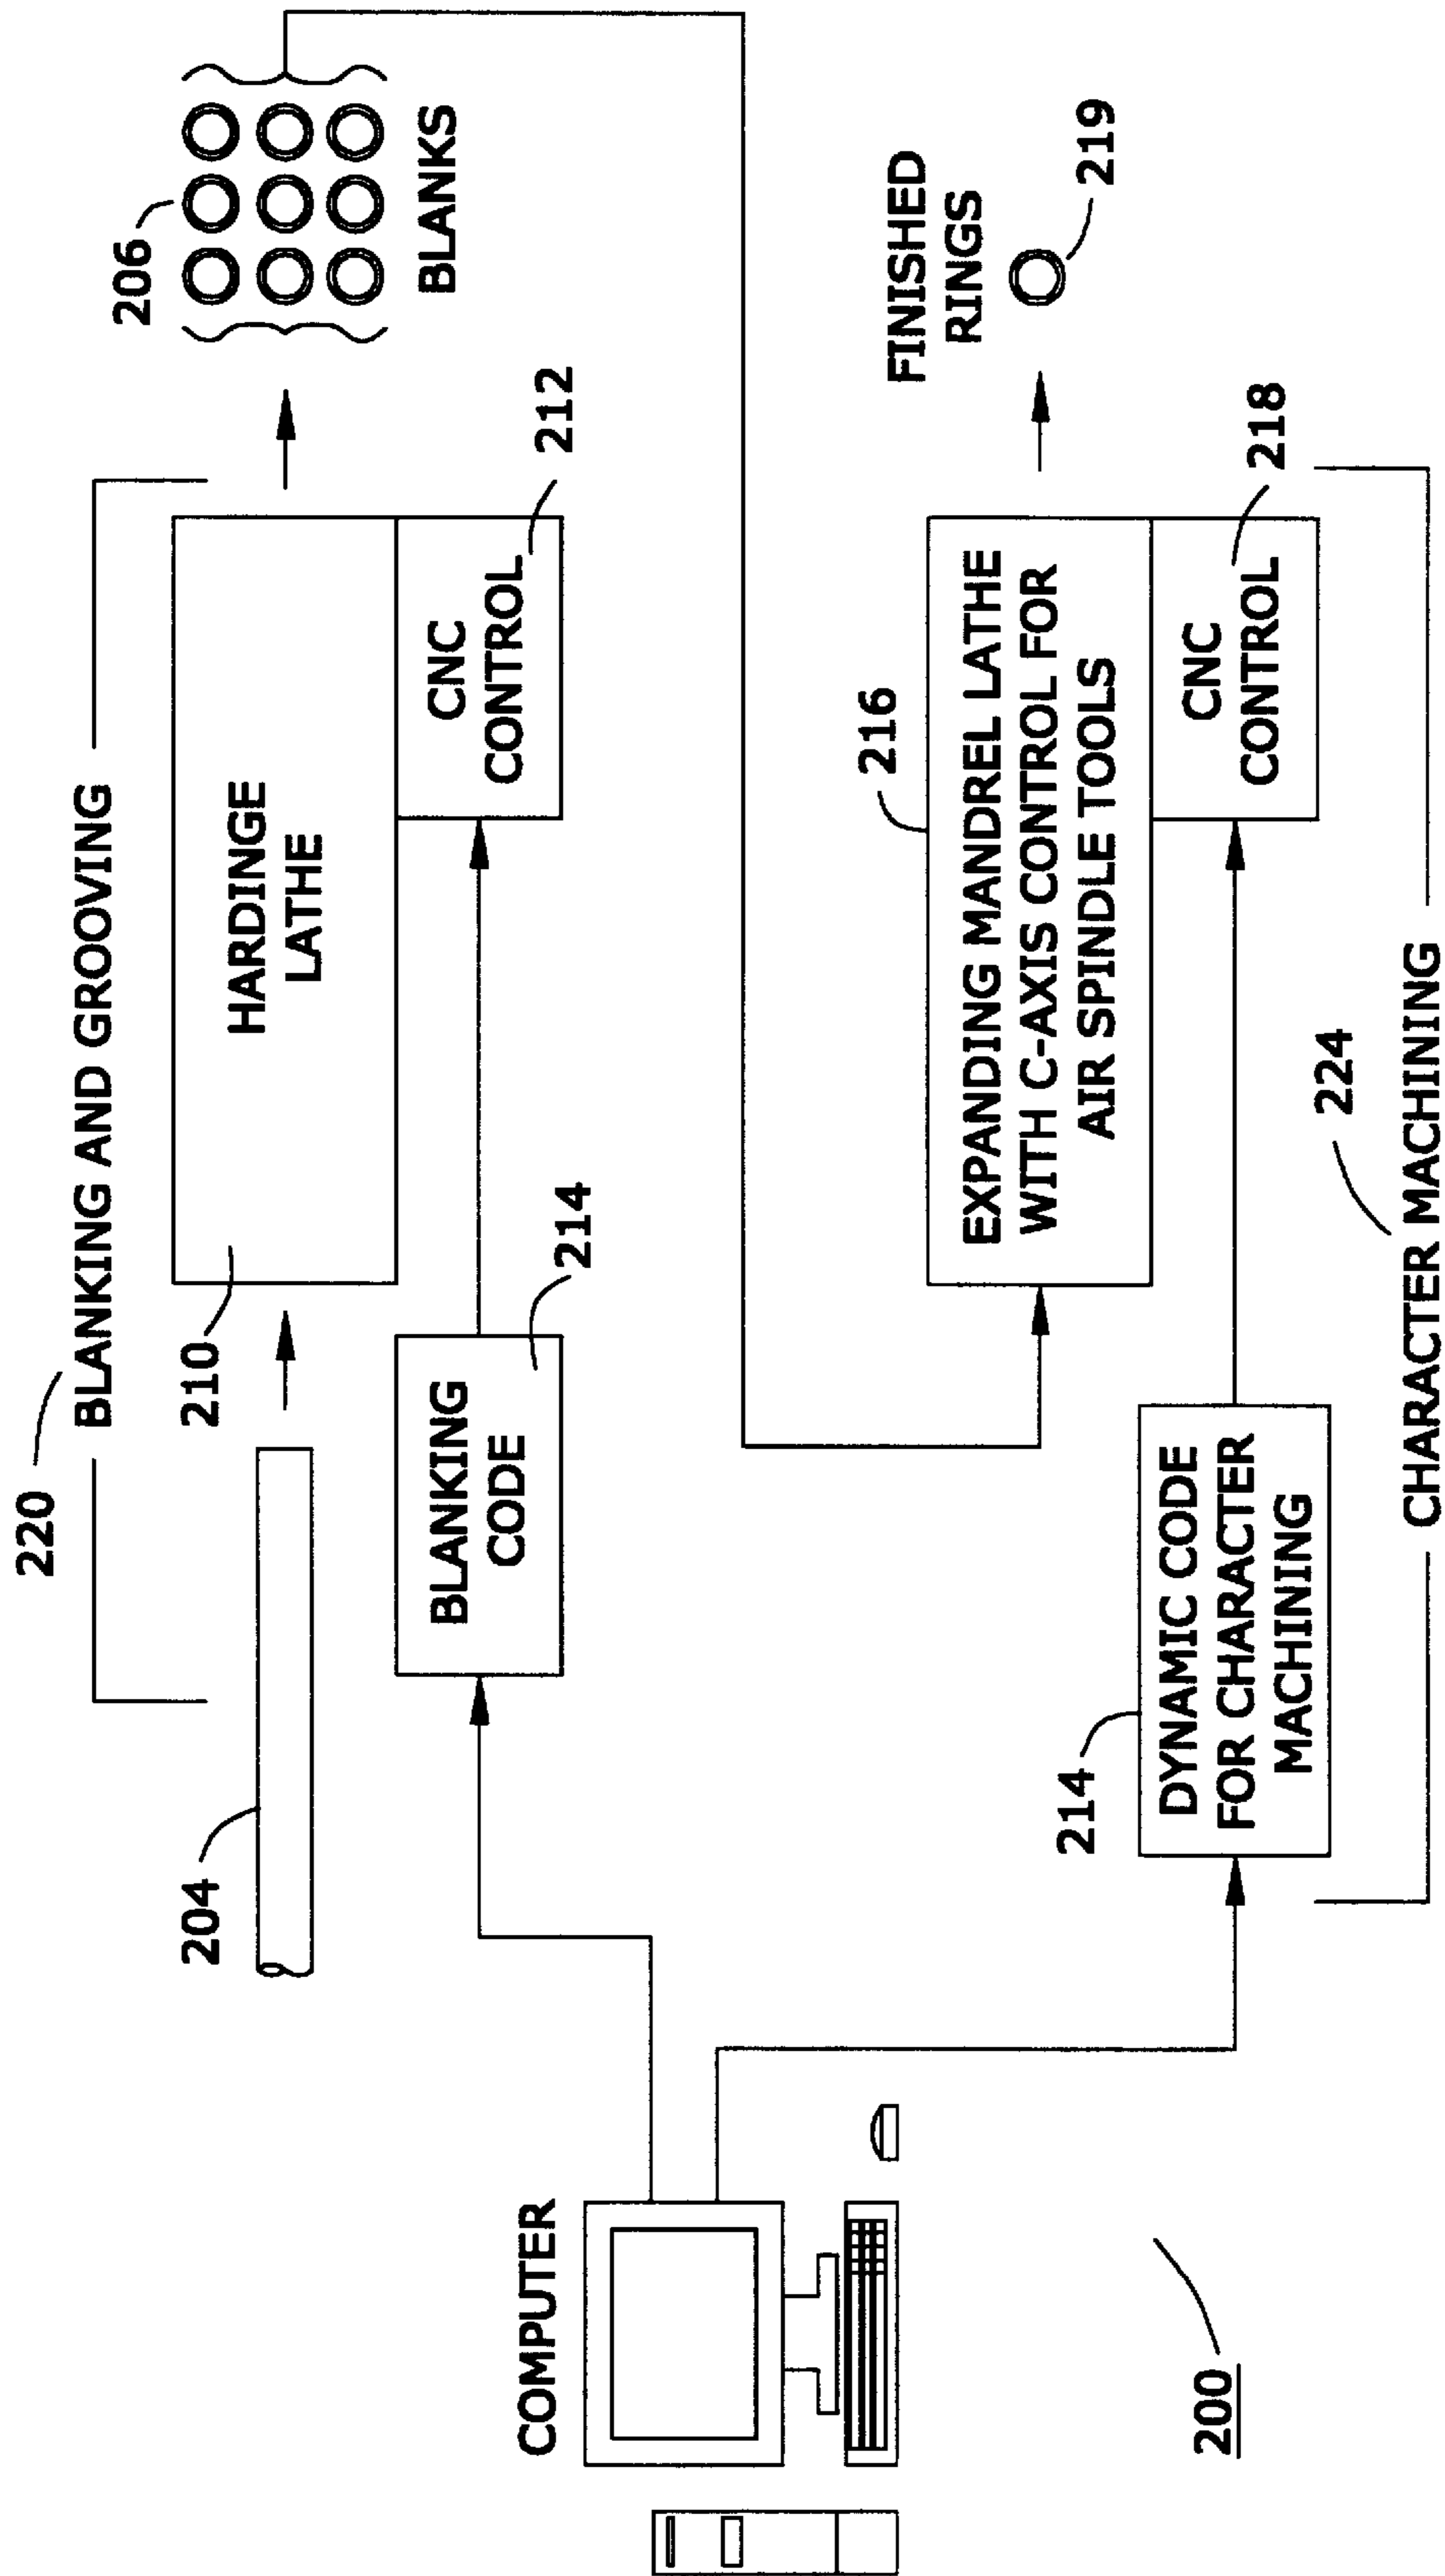 220
BLANKING AND GROOVING
204
210
HARDINGE
LATHE
206
BLANKS
CNC
CONTROL
212
BLANKING
CODE
214
COMPUTER
216
EXPANDING MANDREL LATHE
WITH C-AXIS CONTROL FOR
AIR SPINDLE TOOLS
FINISHED
RINGS
219
CNC
CONTROL
218
214
DYNAMIC CODE
FOR CHARACTER
MACHINING
200
224
CHARACTER MACHINING